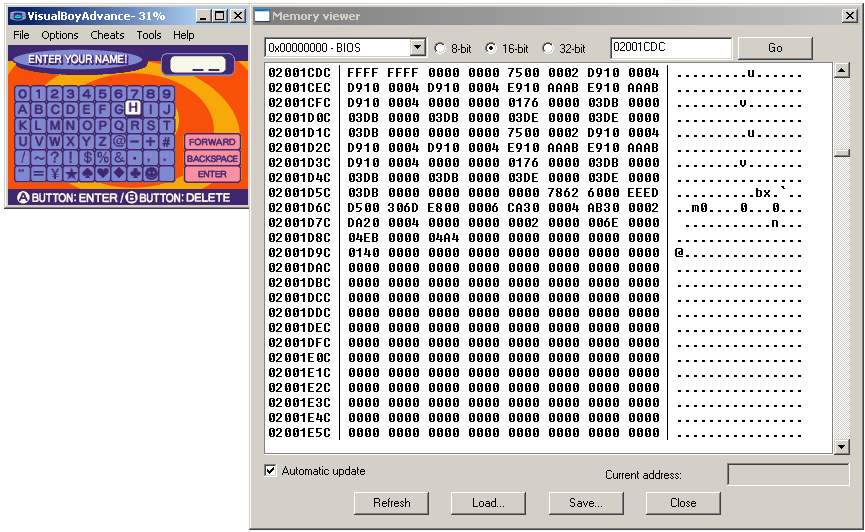 VisualBoyAdvance- 31%
File Options Cheats Tools Help
ENTER YOUR NAME!
0 1 2 3 4 5 6 7 8 9
A B C D E F G H I J
K L M N O P Q R S T
U V W X Y Z @ - + #
/ ~ ? ! $ % & · , .
" = ¥ ★ ♠ ♥ ♦ ♣ ☻
FORWARD
BACKSPACE
ENTER
A BUTTON: ENTER / B BUTTON: DELETE
Memory viewer
0x00000000 - BIOS 8-bit 16-bit 32-bit 02001CDC Go
02001CDC FFFF FFFF 0000 0000 7500 0002 D910 0004 .........u......
02001CEC D910 0004 D910 0004 E910 AAAB E910 AAAB ................
02001CFC D910 0004 0000 0000 0176 0000 03DB 0000 ........v.......
02001D0C 03DB 0000 03DB 0000 03DE 0000 03DE 0000 ................
02001D1C 03DB 0000 0000 0000 7500 0002 D910 0004 .........u......
02001D2C D910 0004 D910 0004 E910 AAAB E910 AAAB ................
02001D3C D910 0004 0000 0000 0176 0000 03DB 0000 ........v.......
02001D4C 03DB 0000 03DB 0000 03DE 0000 03DE 0000 ................
02001D5C 03DB 0000 0000 0000 0000 7862 6000 EEED ..........bx.`..
02001D6C D500 306D E800 0006 CA30 0004 AB30 0002 ..m0....0...0...
02001D7C DA20 0004 0000 0000 0002 0000 006E 0000 ............n...
02001D8C 04EB 0000 04A4 0000 0000 0000 0000 0000 ................
02001D9C 0140 0000 0000 0000 0000 0000 0000 0000 @...............
02001DAC 0000 0000 0000 0000 0000 0000 0000 0000 ................
02001DBC 0000 0000 0000 0000 0000 0000 0000 0000 ................
02001DCC 0000 0000 0000 0000 0000 0000 0000 0000 ................
02001DDC 0000 0000 0000 0000 0000 0000 0000 0000 ................
02001DEC 0000 0000 0000 0000 0000 0000 0000 0000 ................
02001DFC 0000 0000 0000 0000 0000 0000 0000 0000 ................
02001E0C 0000 0000 0000 0000 0000 0000 0000 0000 ................
02001E1C 0000 0000 0000 0000 0000 0000 0000 0000 ................
02001E2C 0000 0000 0000 0000 0000 0000 0000 0000 ................
02001E3C 0000 0000 0000 0000 0000 0000 0000 0000 ................
02001E4C 0000 0000 0000 0000 0000 0000 0000 0000 ................
02001E5C 0000 0000 0000 0000 0000 0000 0000 0000 ................
Automatic update Current address:
Refresh Load... Save... Close